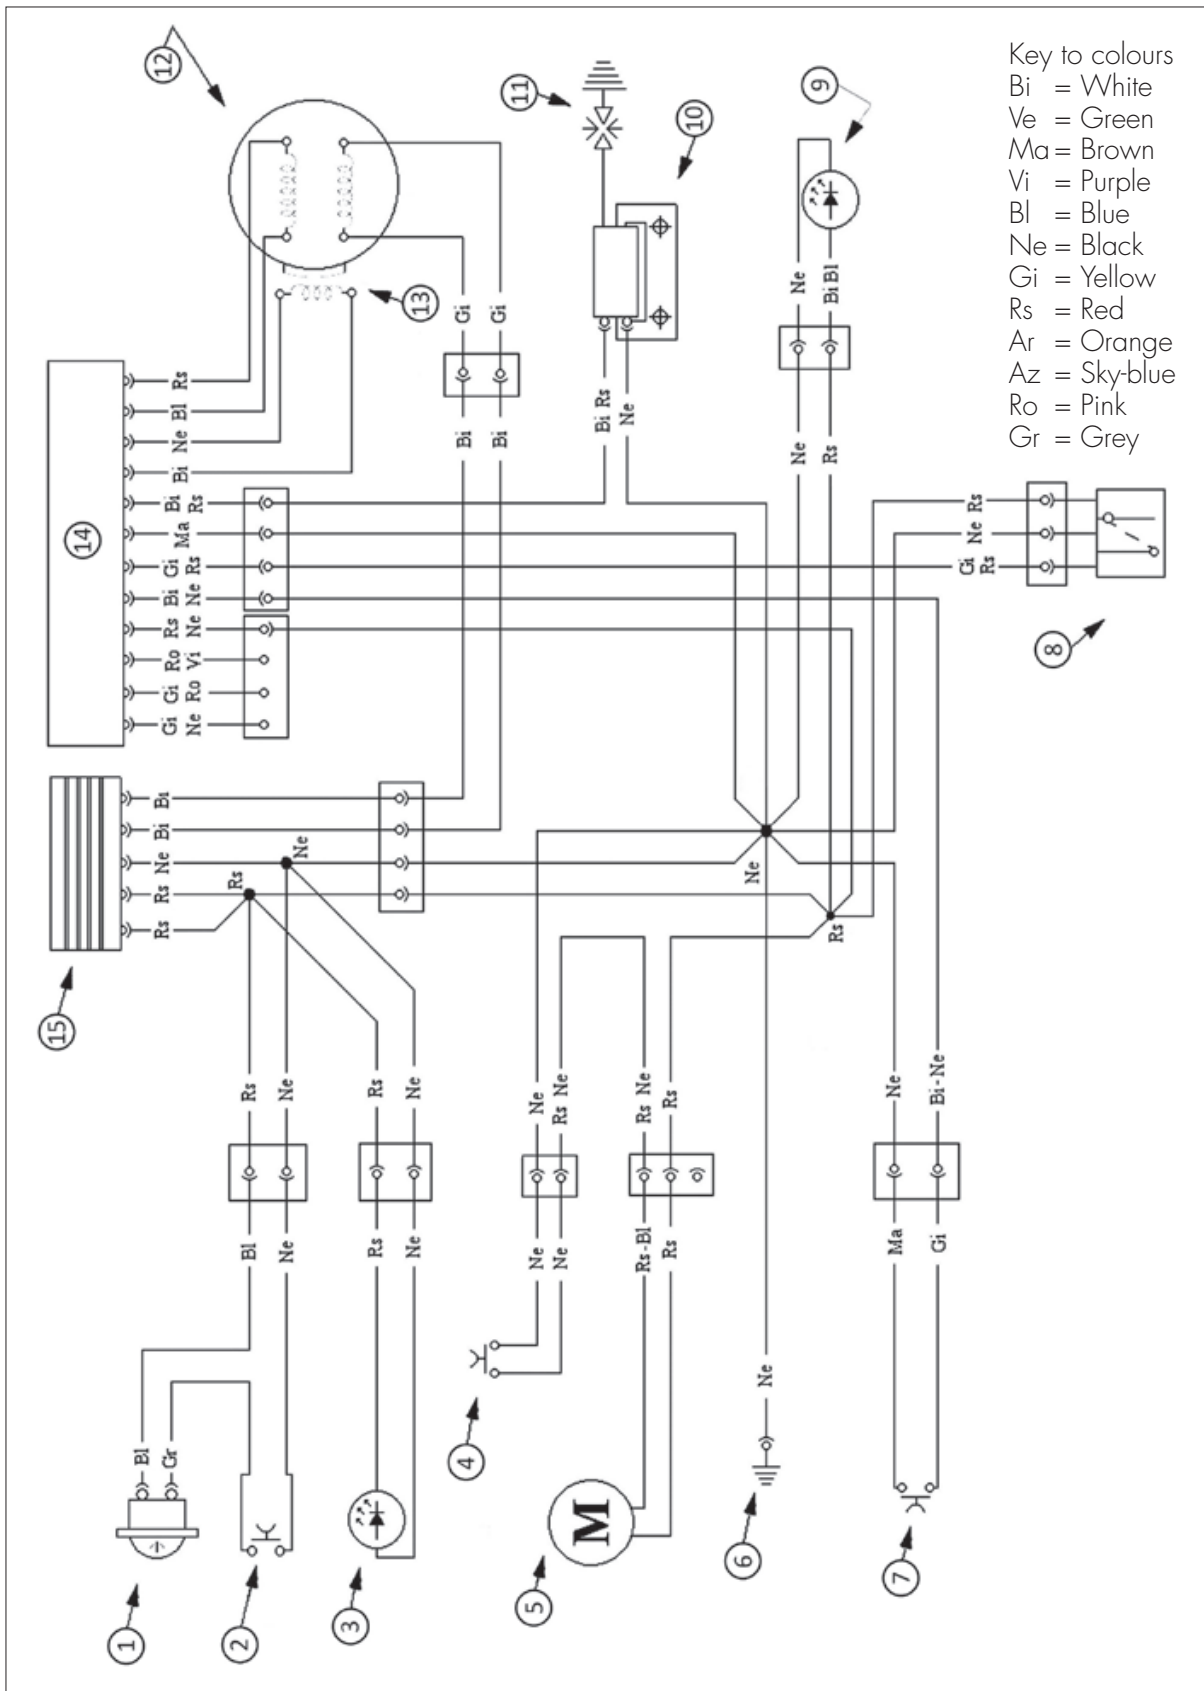 Key to colours
Bi = White
Ve = Green
Ma = Brown
Vi = Purple
Bl = Blue
Ne = Black
Gi = Yellow
Rs = Red
Ar = Orange
Az = Sky-blue
Ro = Pink
Gr = Grey
12
11
9
10
13
14
Rs
Bl
Ne
Bi
Bi Rs
Ma
Gi Rs
Bi Ne
Rs Ne
Ro Vi
Gi Ro
Gi Ne
Gi
Gi
Bi
Bi
Bi Rs
Ne
Ne
Bi Bl
Ne
Rs
Rs
Ne
Gi Rs
8
15
Bi
Bi
Ne
Rs
Rs
Rs
Ne
Ne
Rs
Rs
Ne
Rs
Ne
Ne
Rs Ne
Rs Ne
Rs
Ne
Bi-Ne
Bl
Ne
Rs
Ne
Ne
Ne
Rs-Bl
Rs
Ma
Gi
Bl
Gr
Ne
M
1
2
3
4
5
6
7